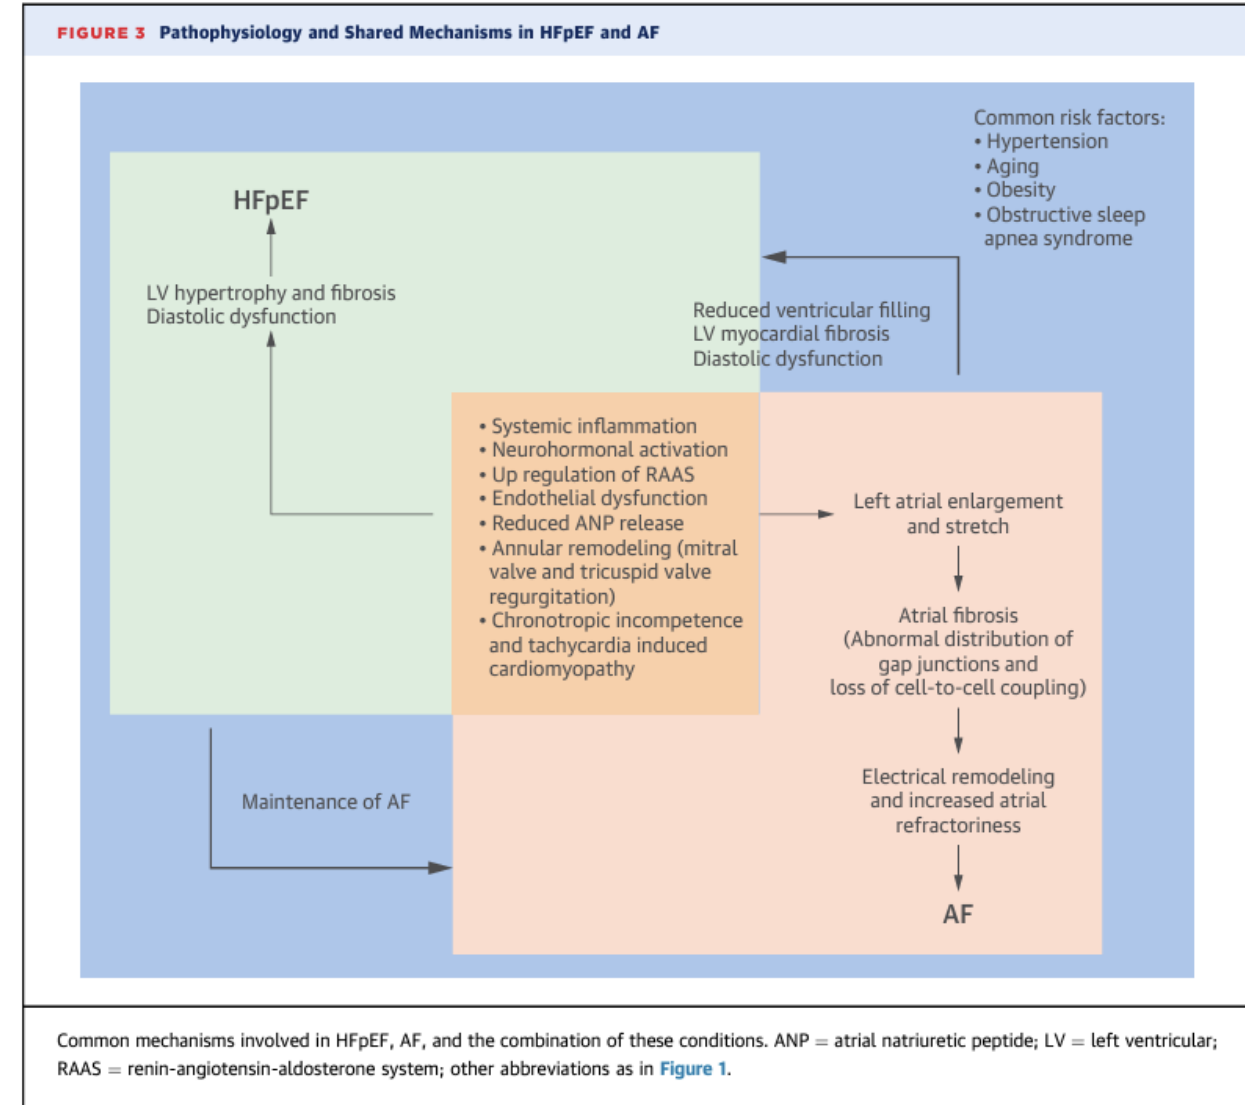 FIGURE 3 Pathophysiology and Shared Mechanisms in HFpEF and AF
Common risk factors:
• Hypertension
• Aging
• Obesity
• Obstructive sleep
apnea syndrome
HFpEF
LV hypertrophy and fibrosis
Diastolic dysfunction
Reduced ventricular filling
LV myocardial fibrosis
Diastolic dysfunction
• Systemic inflammation
• Neurohormonal activation
• Up regulation of RAAS
• Endothelial dysfunction
• Reduced ANP release
• Annular remodeling (mitral
valve and tricuspid valve
regurgitation)
• Chronotropic incompetence
and tachycardia induced
cardiomyopathy
Left atrial enlargement
and stretch
Atrial fibrosis
(Abnormal distribution of
gap junctions and
loss of cell-to-cell coupling)
Electrical remodeling
and increased atrial
refractoriness
AF
Maintenance of AF
Common mechanisms involved in HFpEF, AF, and the combination of these conditions. ANP = atrial natriuretic peptide; LV = left ventricular;
RAAS = renin-angiotensin-aldosterone system; other abbreviations as in Figure 1.